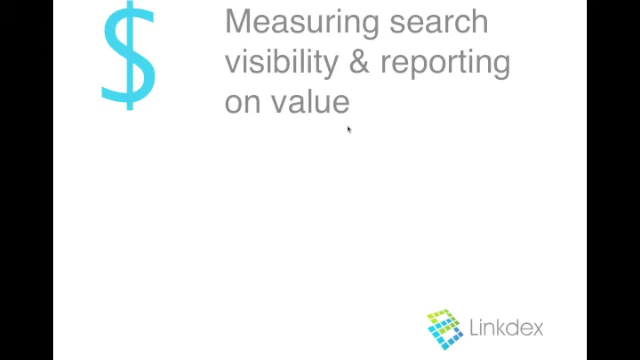 $
Measuring search
visibility & reporting
on value
Linkdex